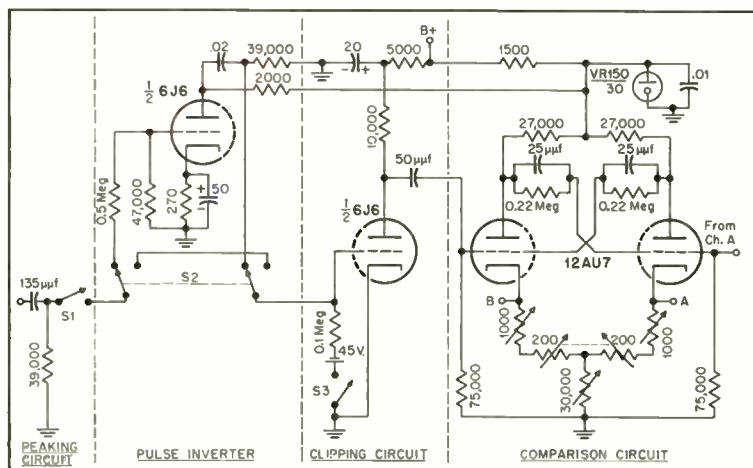 B+
.02
39,000
20
- +
5000
1500
2000
VR150
30
.01
1/2 6J6
27,000
27,000
10,000
25μμf
25μμf
50μμf
0.5 Meg
47,000
270
+
-
50
1/2 6J6
0.22 Meg
0.22 Meg
From
Ch. A
12AU7
135μμf
S1
S2
B
A
0.1 Meg
45V.
S3
1000
200
200
1000
39,000
75,000
30,000
75,000
PEAKING
CIRCUIT
PULSE INVERTER
CLIPPING CIRCUIT
COMPARISON CIRCUIT